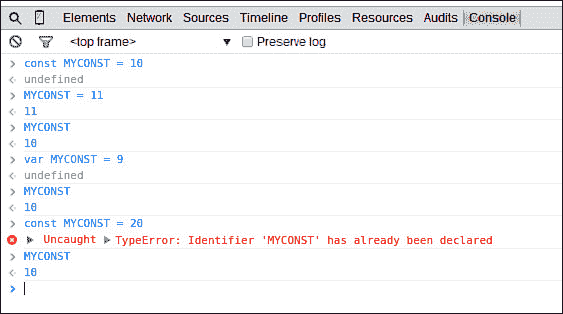 Elements Network Sources Timeline Profiles Resources Audits Console
<top frame> Preserve log
const MYCONST = 10
undefined
MYCONST = 11
11
MYCONST
10
var MYCONST = 9
undefined
MYCONST
10
const MYCONST = 20
Uncaught TypeError: Identifier 'MYCONST' has already been declared
MYCONST
10